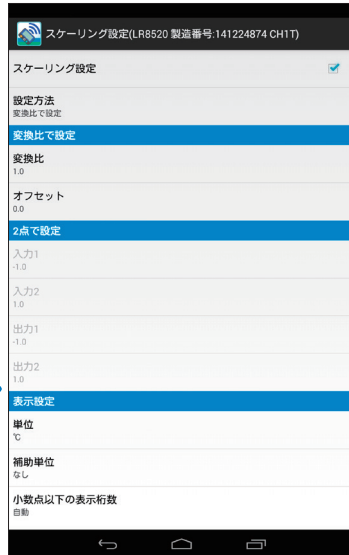 スケーリング設定(LR8520 製造番号:141224874 CH1T)
スケーリング設定
設定方法
変換比で設定
変換比で設定
変換比
1.0
オフセット
0.0
2点で設定
入力1
-1.0
入力2
1.0
出力1
-1.0
出力2
1.0
表示設定
単位
℃
補助単位
なし
小数点以下の表示桁数
自動